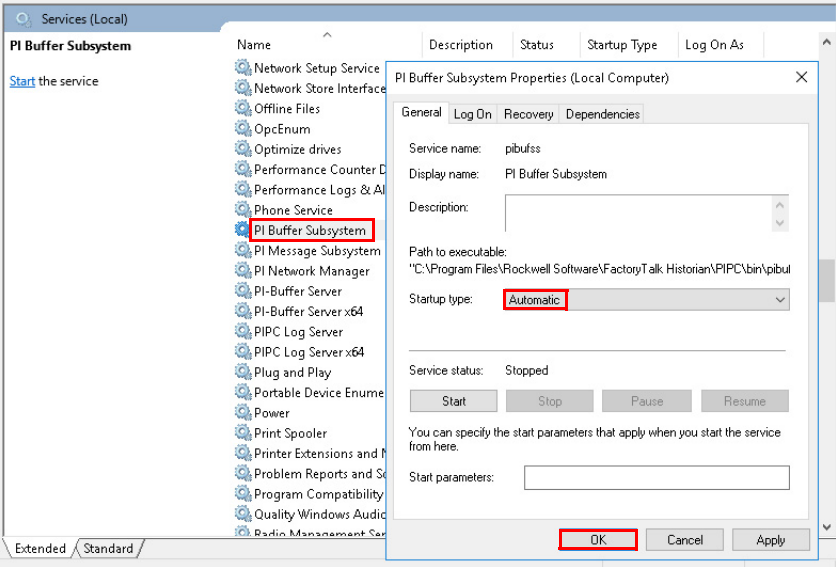 Services (Local)
PI Buffer Subsystem
Start the service
Name Description Status Startup Type Log On As
Network Setup Service
Network Store Interface
Offline Files
OpcEnum
Optimize drives
Performance Counter D
Performance Logs & Al
Phone Service
PI Buffer Subsystem
PI Message Subsystem
PI Network Manager
PI-Buffer Server
PI-Buffer Server x64
PIPC Log Server
PIPC Log Server x64
Plug and Play
Portable Device Enume
Power
Print Spooler
Printer Extensions and N
Problem Reports and So
Program Compatibility
Quality Windows Audio
Radio Management Ser
Extended Standard
PI Buffer Subsystem Properties (Local Computer)
General Log On Recovery Dependencies
Service name: pibufss
Display name: PI Buffer Subsystem
Description:
Path to executable:
"C:\Program Files\Rockwell Software\FactoryTalk Historian\PIPC\bin\pibuf
Startup type: Automatic
Service status: Stopped
Start Stop Pause Resume
You can specify the start parameters that apply when you start the service
from here.
Start parameters:
OK Cancel Apply